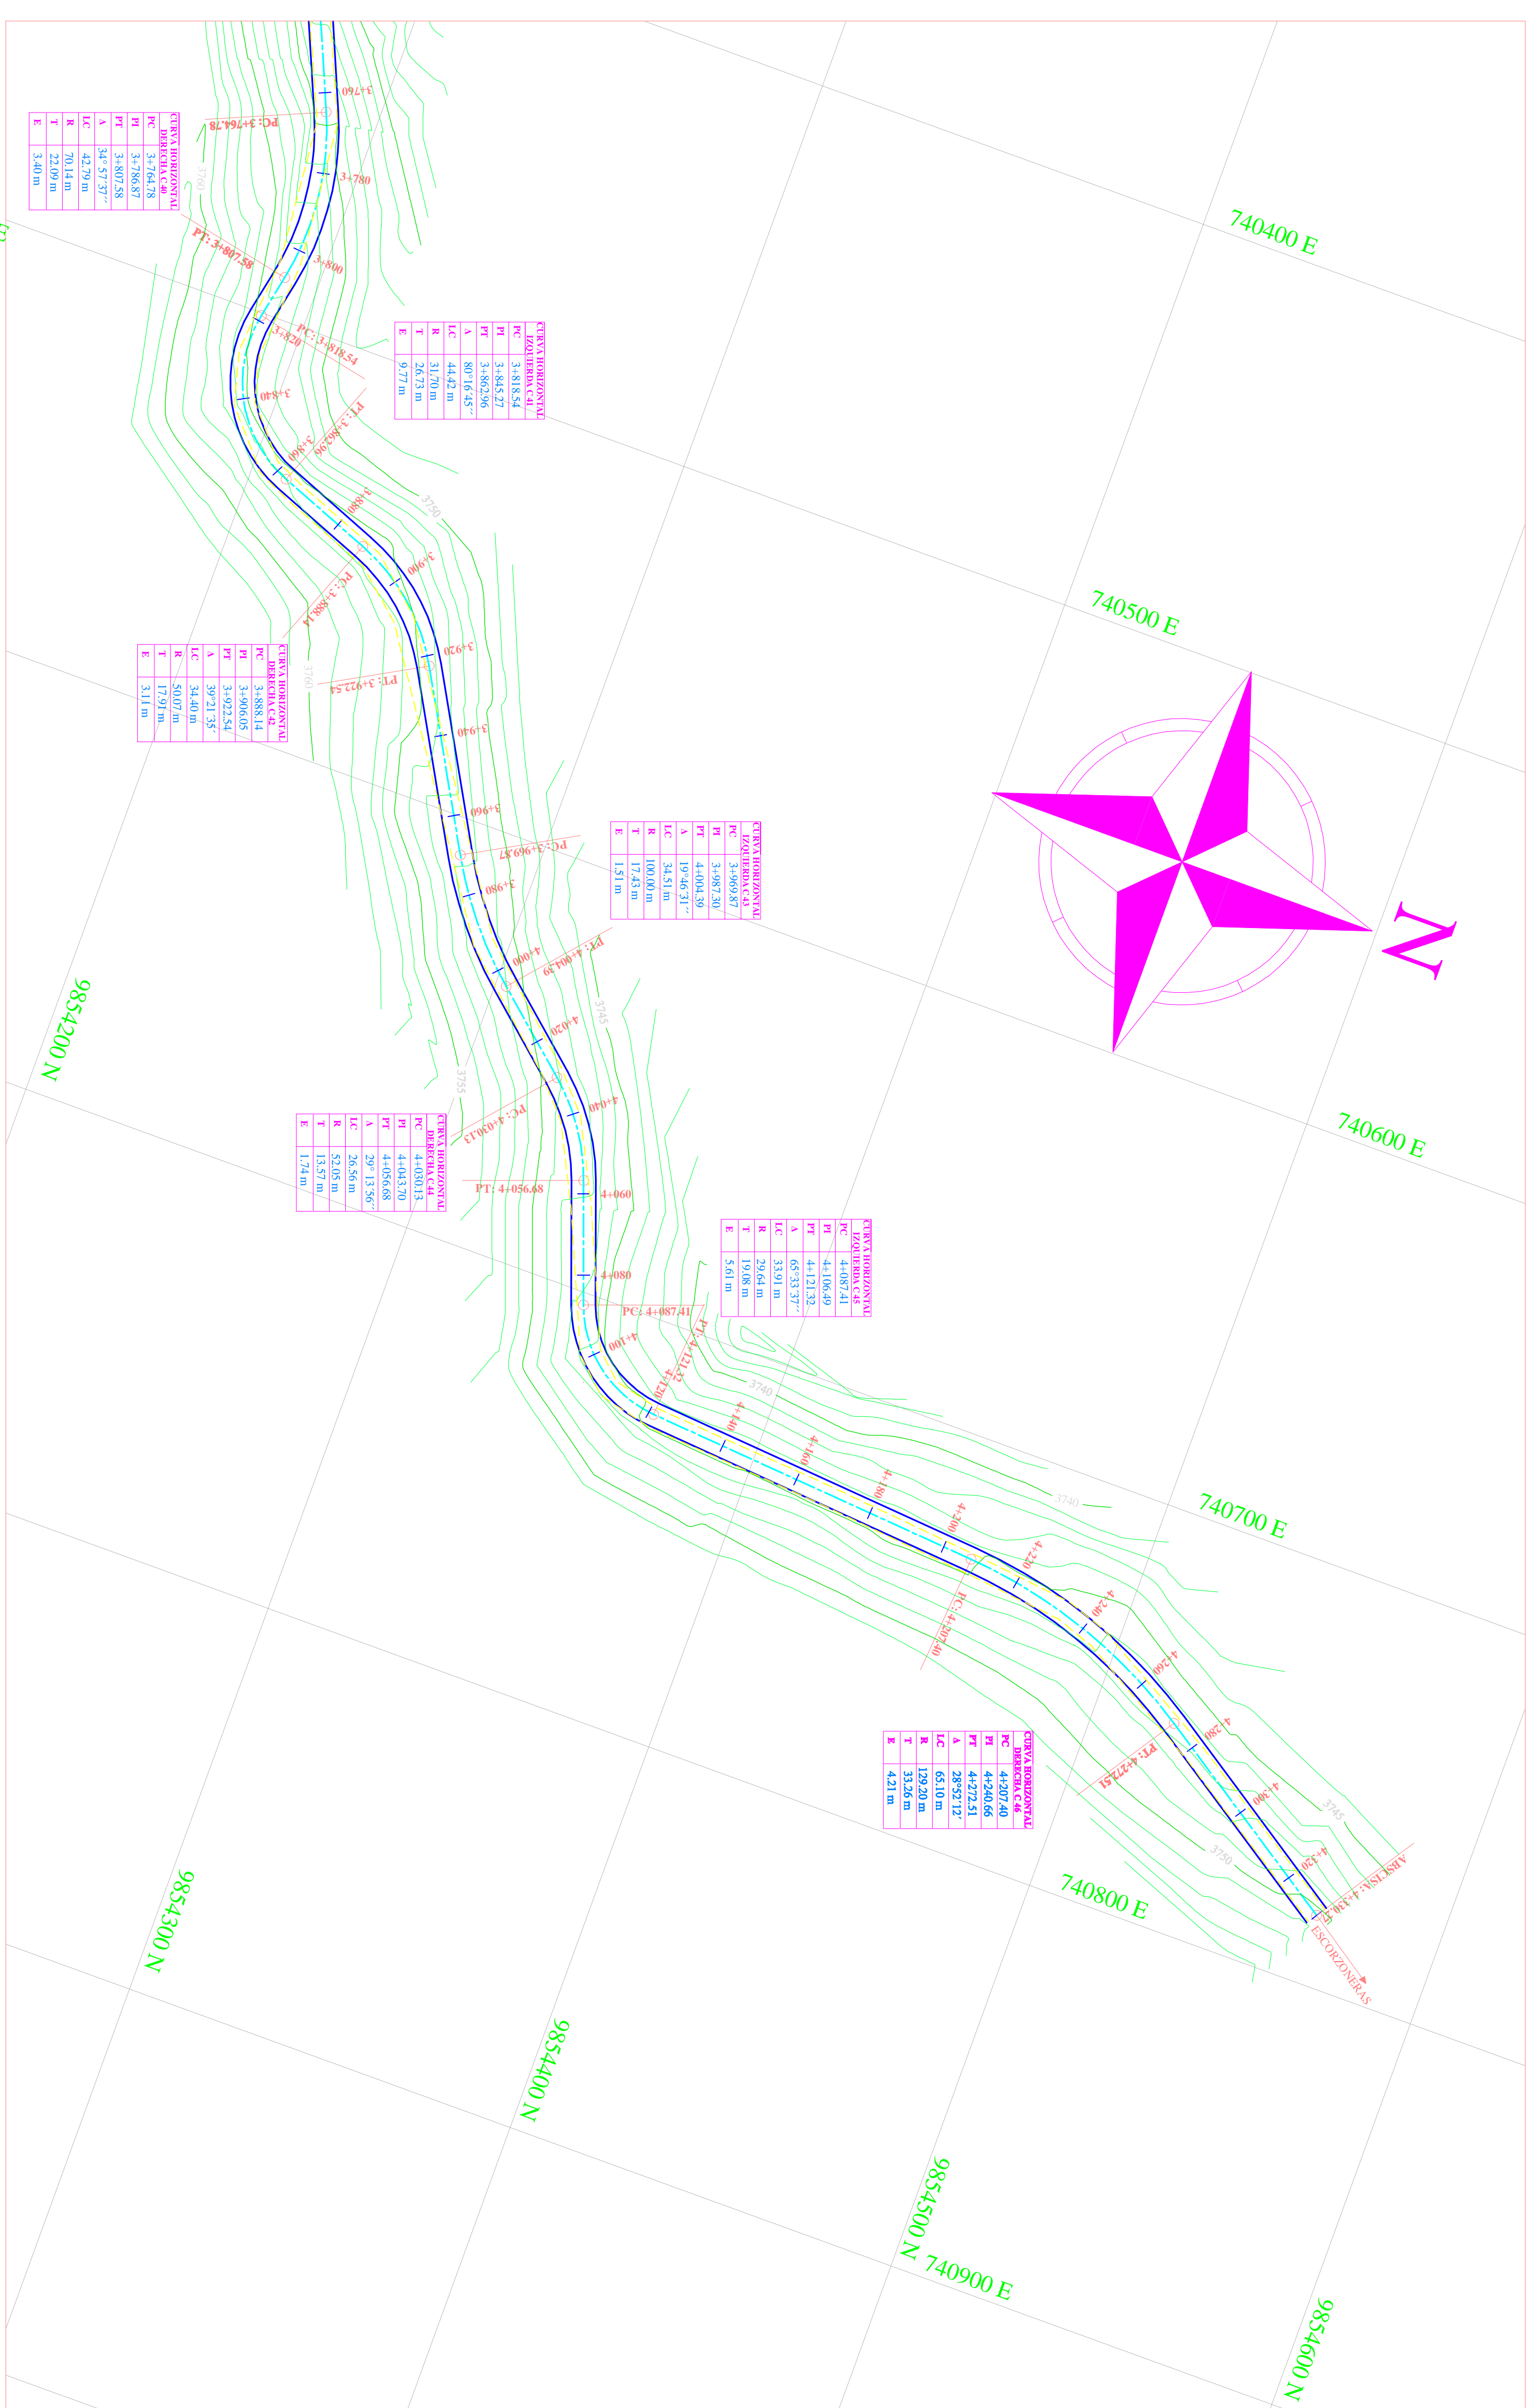 CURVA HORIZONTAL
DERECHA C 40
PC 3+764.78
PI 3+786.87
PT 3+807.58
Δ 34° 57´37´´
LC 42.79 m
R 70.14 m
T 22.09 m
E 3.40 m
CURVA HORIZONTAL
IZQUIERDA C 41
PC 3+818.54
PI 3+845.27
PT 3+862.96
Δ 80°16´45´´
LC 44.42 m
R 31.70 m
T 26.73 m
E 9.77 m
CURVA HORIZONTAL
DERECHA C 42
PC 3+888.14
PI 3+906.05
PT 3+922.54
Δ 39°21´35´
LC 34.40 m
R 50.07 m
T 17.91 m
E 3.11 m
CURVA HORIZONTAL
IZQUIERDA C 43
PC 3+969.87
PI 3+987.30
PT 4+004.39
Δ 19°46´31´´
LC 34.51 m
R 100.00 m
T 17.43 m
E 1.51 m
CURVA HORIZONTAL
DERECHA C 44
PC 4+030.13
PI 4+043.70
PT 4+056.68
Δ 29° 13´56´´
LC 26.56 m
R 52.05 m
T 13.57 m
E 1.74 m
CURVA HORIZONTAL
IZQUIERDA C 45
PC 4+087.41
PI 4+106.49
PT 4+121.32
Δ 65°33´37´´
LC 33.91 m
R 29.64 m
T 19.08 m
E 5.61 m
CURVA HORIZONTAL
DERECHA C 46
PC 4+207.40
PI 4+240.66
PT 4+272.51
Δ 28°52´12´
LC 65.10 m
R 129.20 m
T 33.26 m
E 4.21 m
3+760
PC: 3+764.78
3+780
3760
3+800
PT: 3+807.58
PC: 3+818.54
3+820
3+840
PT: 3+862.96
3+860
3750
3+880
PC: 3+888.14
3+900
3+920
PT: 3+922.54
3760
3+940
3+960
PC: 3+969.87
3+980
4+000
PT: 4+004.39
3745
4+020
PC: 4+030.13
3755
4+040
PT: 4+056.68
4+060
4+080
PC: 4+087.41
4+100
PT: 4+121.32
4+120
3740
4+140
4+160
4+180
3740
4+200
PC: 4+207.40
4+220
4+240
4+260
PT: 4+272.51
4+280
4+300
3745
3750
4+320
ABSCISA: 4+330.27
ESCORZONERAS
N
740400 E
740500 E
740600 E
740700 E
740800 E
740900 E
9854200 N
9854300 N
9854400 N
9854500 N
9854600 N